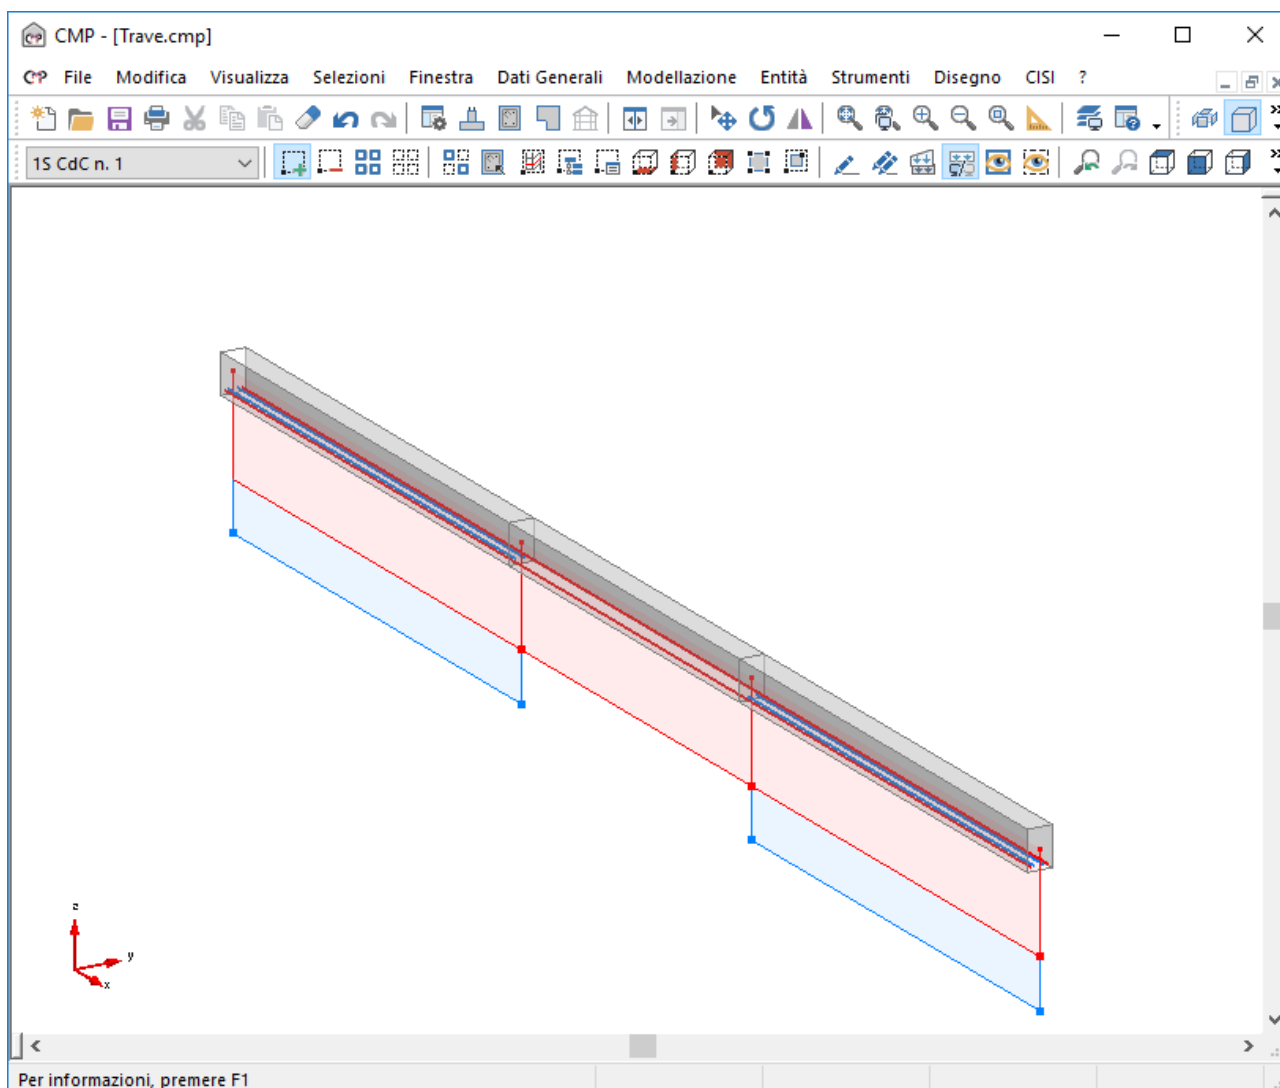 CMP - [Trave.cmp]
File Modifica Visualizza Selezioni Finestra Dati Generali Modellazione Entità Strumenti Disegno CISI ?
1S CdC n. 1
z
y
x
Per informazioni, premere F1